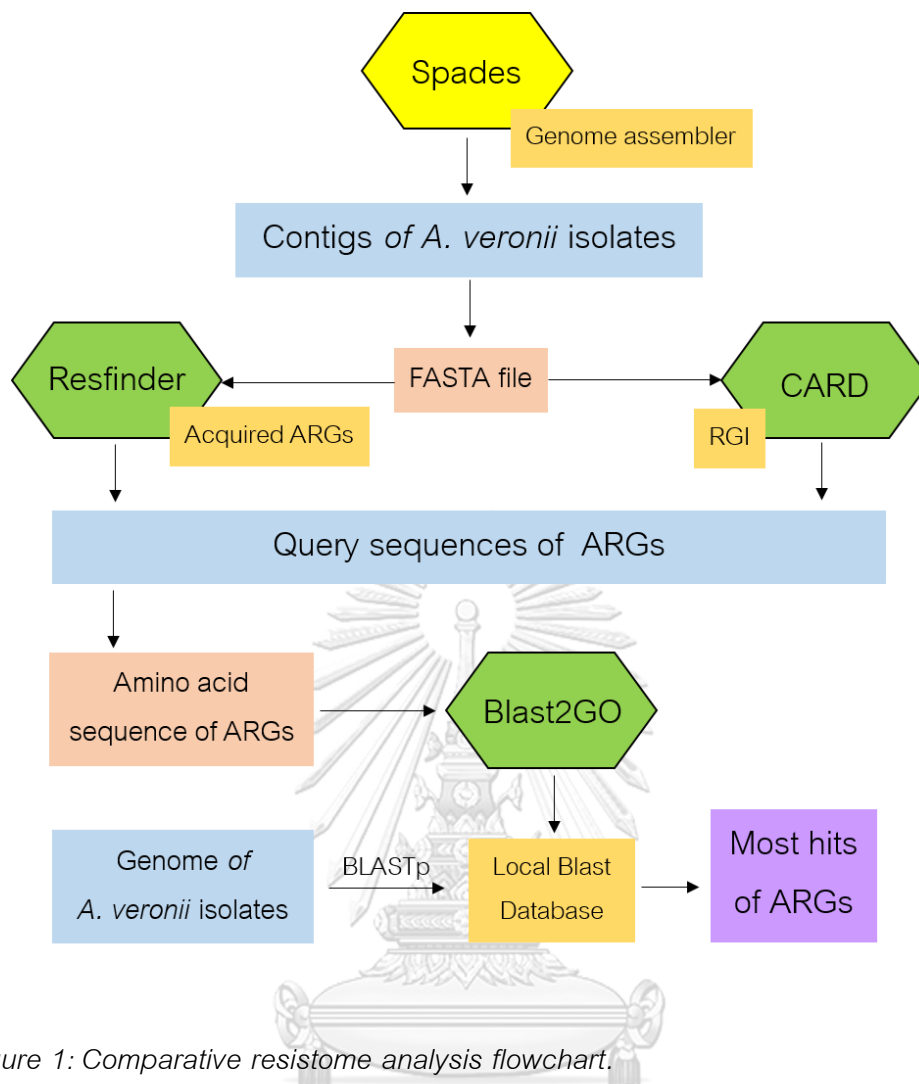 Spades
Genome assembler
Contigs of A. veronii isolates
Resfinder
FASTA file
CARD
Acquired ARGs
RGI
Query sequences of ARGs
Amino acid
sequence of ARGs
Blast2GO
Genome of
A. veronii isolates
BLASTp
Local Blast
Database
Most hits
of ARGs
ure 1: Comparative resistome analysis flowchart.